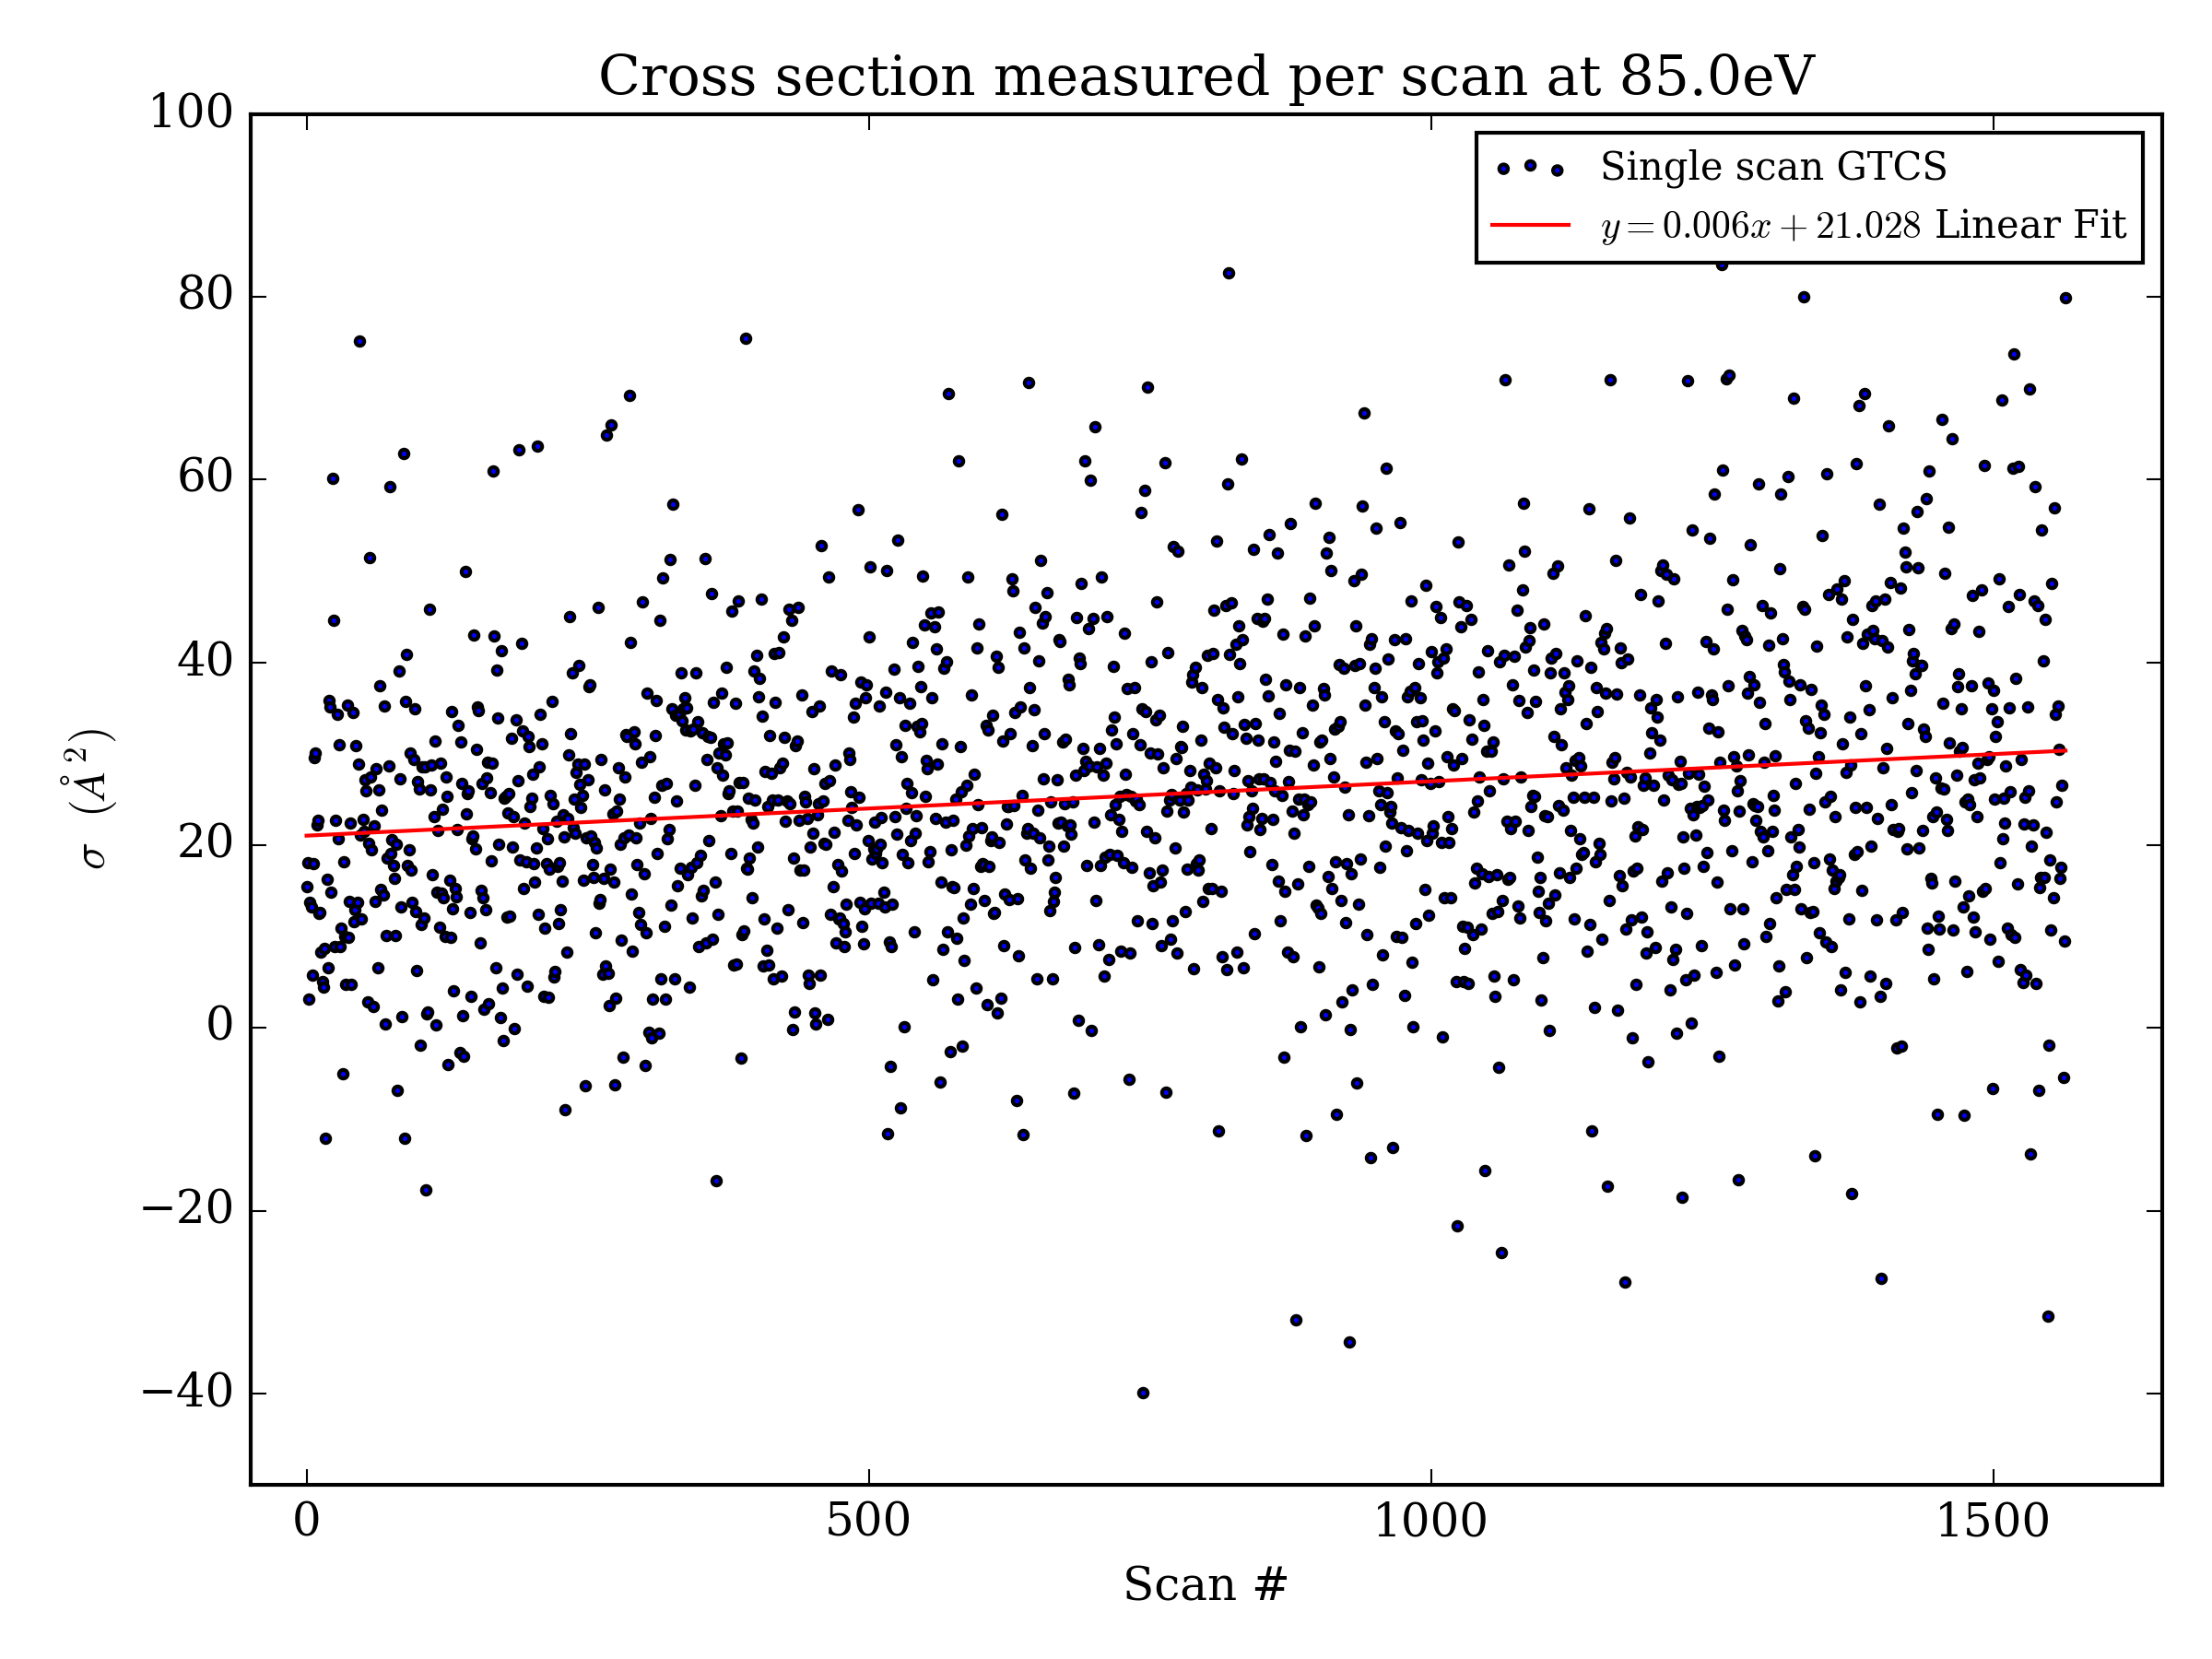 Cross section measured per scan at 85.0eV
100
80
60
40
20
0
−20
−40
σ (Å²)
Single scan GTCS
y = 0.006x + 21.028 Linear Fit
0 500 1000 1500
Scan #